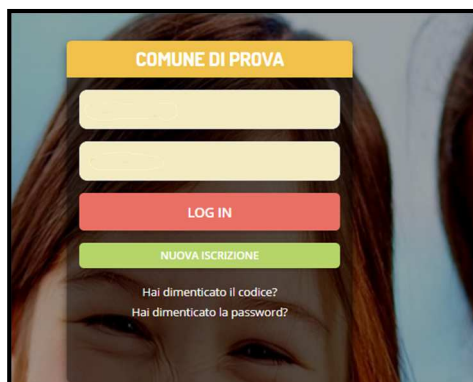 COMUNE DI PROVA
LOG IN
NUOVA ISCRIZIONE
Hai dimenticato il codice?
Hai dimenticato la password?